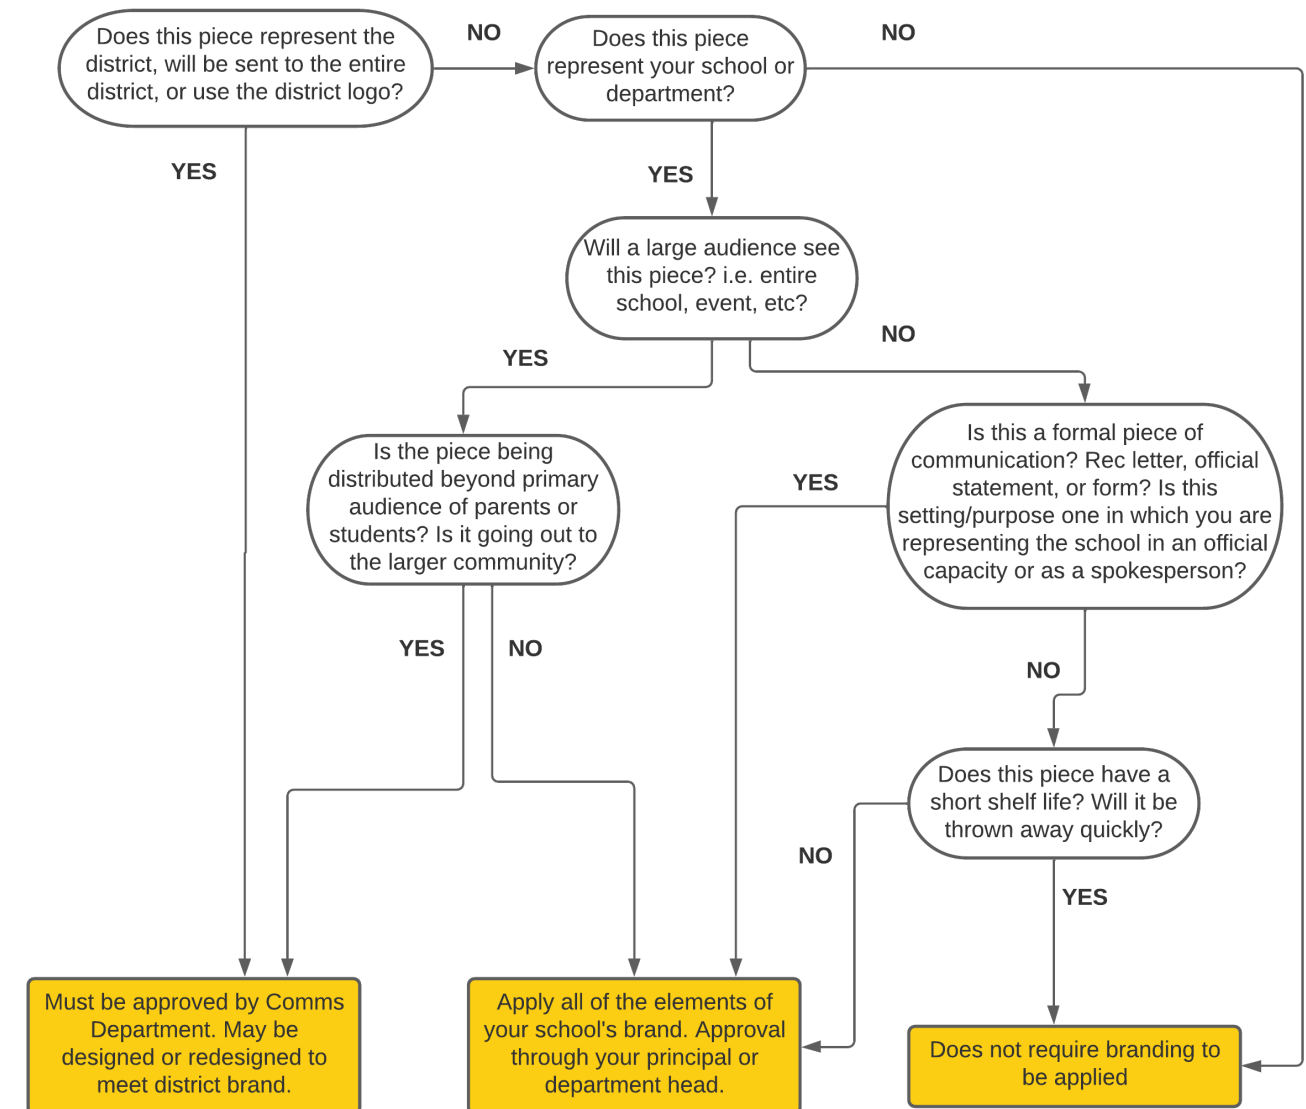 Does this piece represent the
district, will be sent to the entire
district, or use the district logo?
NO
Does this piece
represent your school or
department?
NO
YES
YES
Will a large audience see
this piece? i.e. entire
school, event, etc?
YES
NO
Is the piece being
distributed beyond primary
audience of parents or
students? Is it going out to
the larger community?
YES
Is this a formal piece of
communication? Rec letter, official
statement, or form? Is this
setting/purpose one in which you are
representing the school in an official
capacity or as a spokesperson?
YES
NO
NO
Does this piece have a
short shelf life? Will it be
thrown away quickly?
NO
YES
Must be approved by Comms
Department. May be
designed or redesigned to
meet district brand.
Apply all of the elements of
your school's brand. Approval
through your principal or
department head.
Does not require branding to
be applied